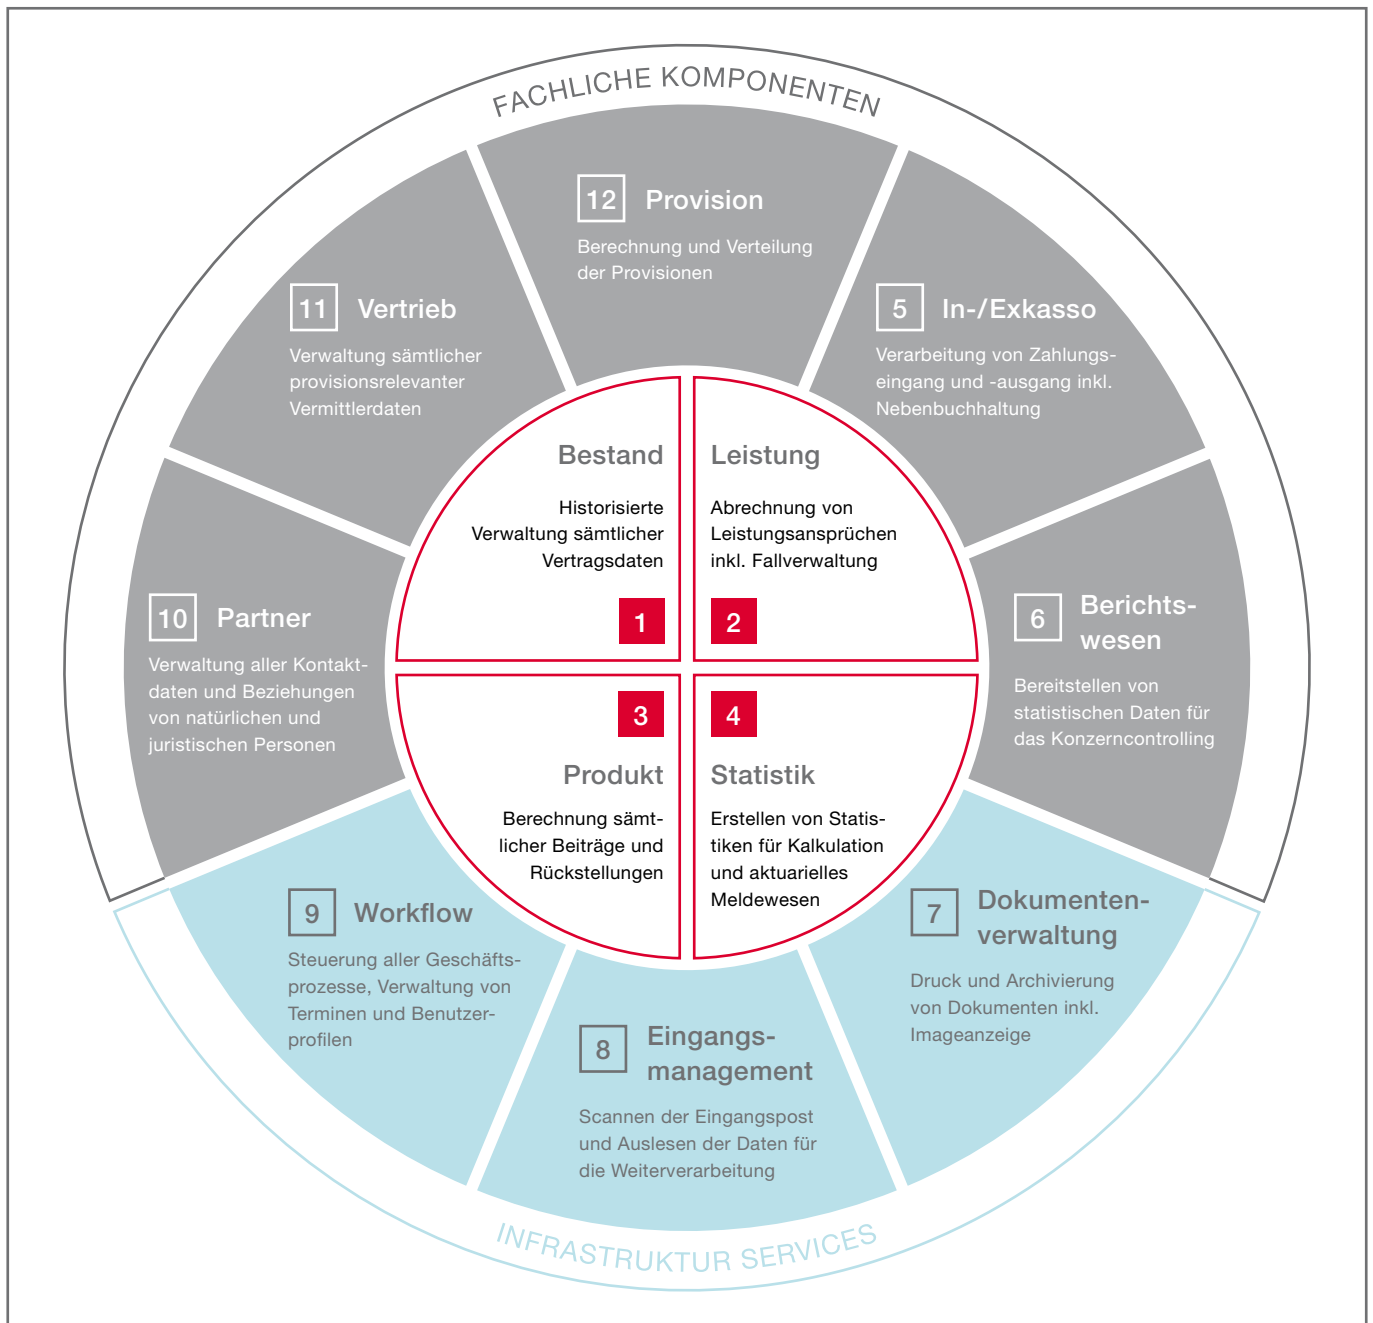 FACHLICHE KOMPONENTEN
12 Provision
Berechnung und Verteilung
der Provisionen
11 Vertrieb
Verwaltung sämtlicher
provisionsrelevanter
Vermittlerdaten
5 In-/Exkasso
Verarbeitung von Zahlungs-
eingang und -ausgang inkl.
Nebenbuchhaltung
Bestand
Historisierte
Verwaltung sämtlicher
Vertragsdaten
1
Leistung
Abrechnung von
Leistungsansprüchen
inkl. Fallverwaltung
2
10 Partner
Verwaltung aller Kontakt-
daten und Beziehungen
von natürlichen und
juristischen Personen
6 Berichts-
wesen
Bereitstellen von
statistischen Daten für
das Konzerncontrolling
3
Produkt
Berechnung sämt-
licher Beiträge und
Rückstellungen
4
Statistik
Erstellen von Statis-
tiken für Kalkulation
und aktuarielles
Meldewesen
9 Workflow
Steuerung aller Geschäfts-
prozesse, Verwaltung von
Terminen und Benutzer-
profilen
7 Dokumenten-
verwaltung
Druck und Archivierung
von Dokumenten inkl.
Imageanzeige
8 Eingangs-
management
Scannen der Eingangspost
und Auslesen der Daten für
die Weiterverarbeitung
INFRASTRUKTUR SERVICES